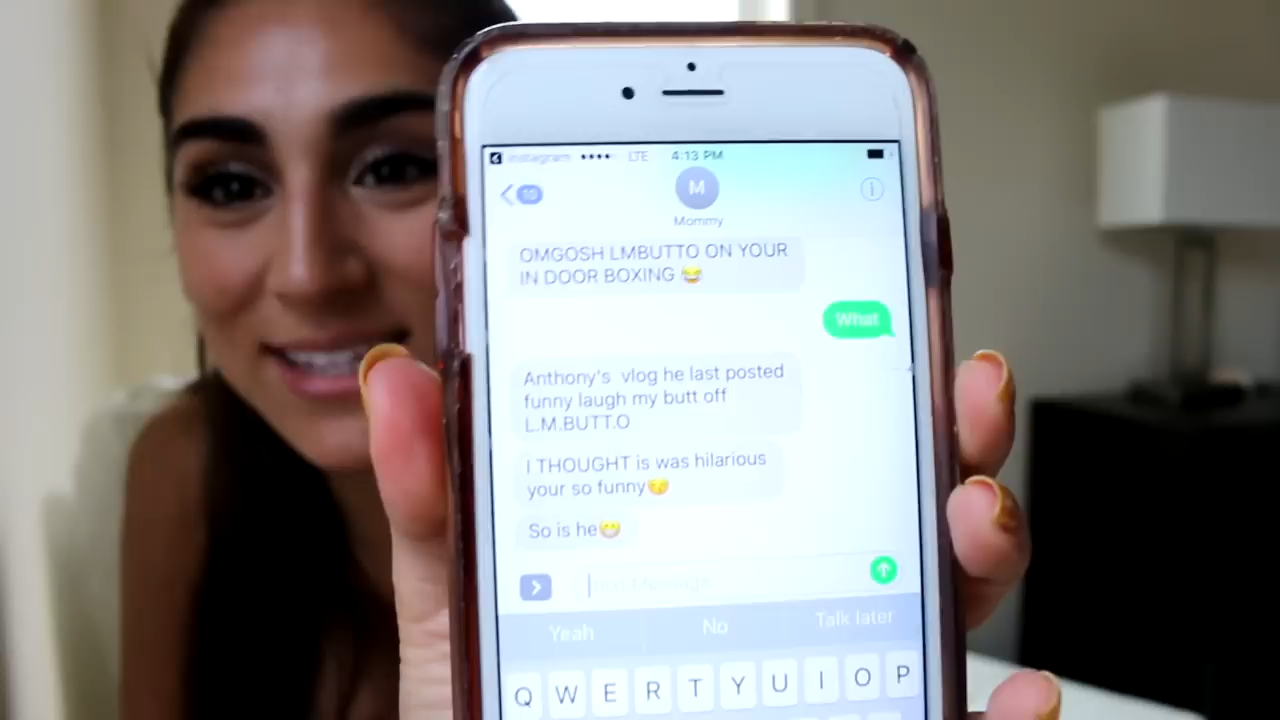 Instagram LTE 4:13 PM
10
M
Mommy
OMGOSH LMBUTTO ON YOUR
IN DOOR BOXING 😂
What
Anthony's vlog he last posted
funny laugh my butt off
L.M.BUTT.O
I THOUGHT is was hilarious
your so funny😚
So is he😁
Text Message
Yeah No Talk later
Q W E R T Y U I O P